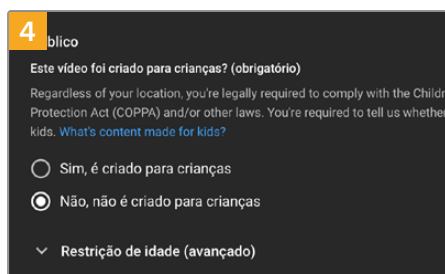 4
blico
Este vídeo foi criado para crianças? (obrigatório)
Regardless of your location, you're legally required to comply with the Childr
Protection Act (COPPA) and/or other laws. You're required to tell us whether
kids. What's content made for kids?
Sim, é criado para crianças
Não, não é criado para crianças
Restrição de idade (avançado)